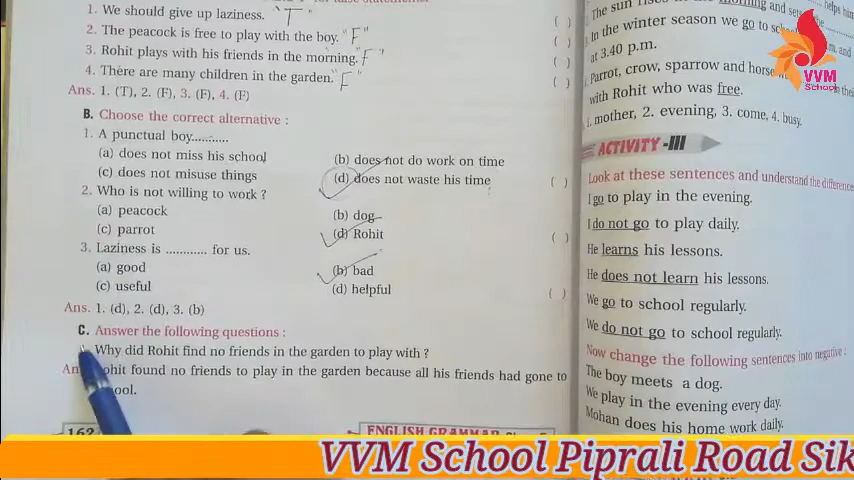 1. We should give up laziness. "T" ( )
2. The peacock is free to play with the boy. "F" ( )
3. Rohit plays with his friends in the morning. "F" ( )
4. There are many children in the garden. "F" ( )
Ans. 1. (T), 2. (F), 3. (F), 4. (F)
B. Choose the correct alternative :
1. A punctual boy...........
(a) does not miss his school
(b) does not do work on time
(c) does not misuse things
(d) does not waste his time ( )
2. Who is not willing to work ?
(a) peacock
(b) dog
(c) parrot
(d) Rohit ( )
3. Laziness is ............ for us.
(a) good
(b) bad
(c) useful
(d) helpful ( )
Ans. 1. (d), 2. (d), 3. (b)
C. Answer the following questions :
Why did Rohit find no friends in the garden to play with ?
found no friends to play in the garden because all his friends had gone to
162
ENGLISH GRAMMAR
helps
The sun
and
In the winter season we go to
at 3.40 p.m.
Parrot, crow, sparrow and
with Rohit who was free.
mother, 2. evening, 3. come, 4. busy.
ACTIVITY -III
Look at these sentences and understand the difference
I go to play in the evening.
I do not go to play daily.
He learns his lessons.
He does not learn his lessons.
We go to school regularly.
We do not go to school regularly.
Now change the following sentences into negative :
The boy meets a dog.
We play in the evening every day.
Mohan does his home work daily.
VVM
School
VVM School Piprali Road Sik